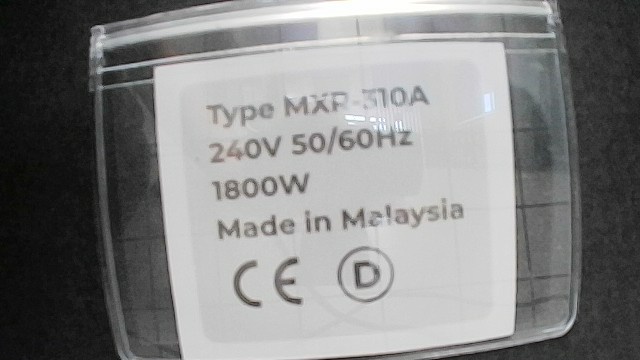 Type MXR-310A
240V 50/60Hz
1800W
Made in Malaysia
CE D